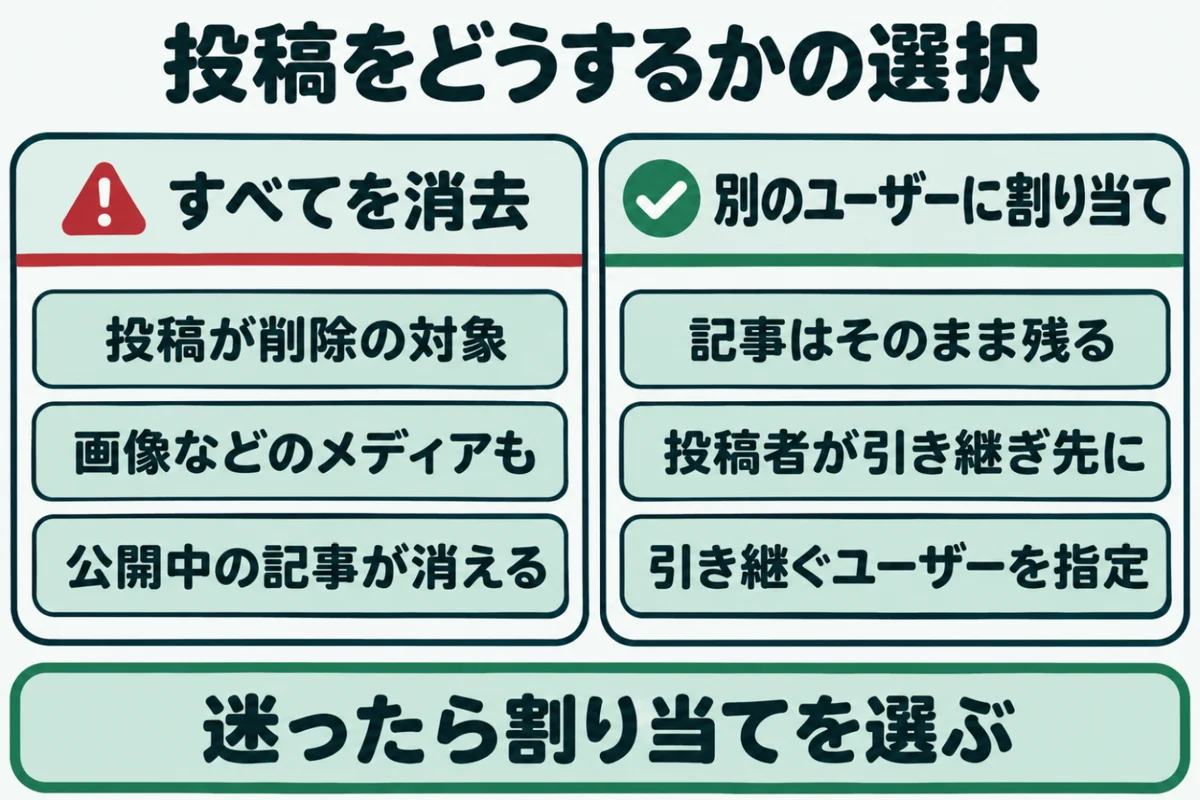 投稿をどうするかの選択
すべてを消去
投稿が削除の対象
画像などのメディアも
公開中の記事が消える
別のユーザーに割り当て
記事はそのまま残る
投稿者が引き継ぎ先に
引き継ぐユーザーを指定
迷ったら割り当てを選ぶ